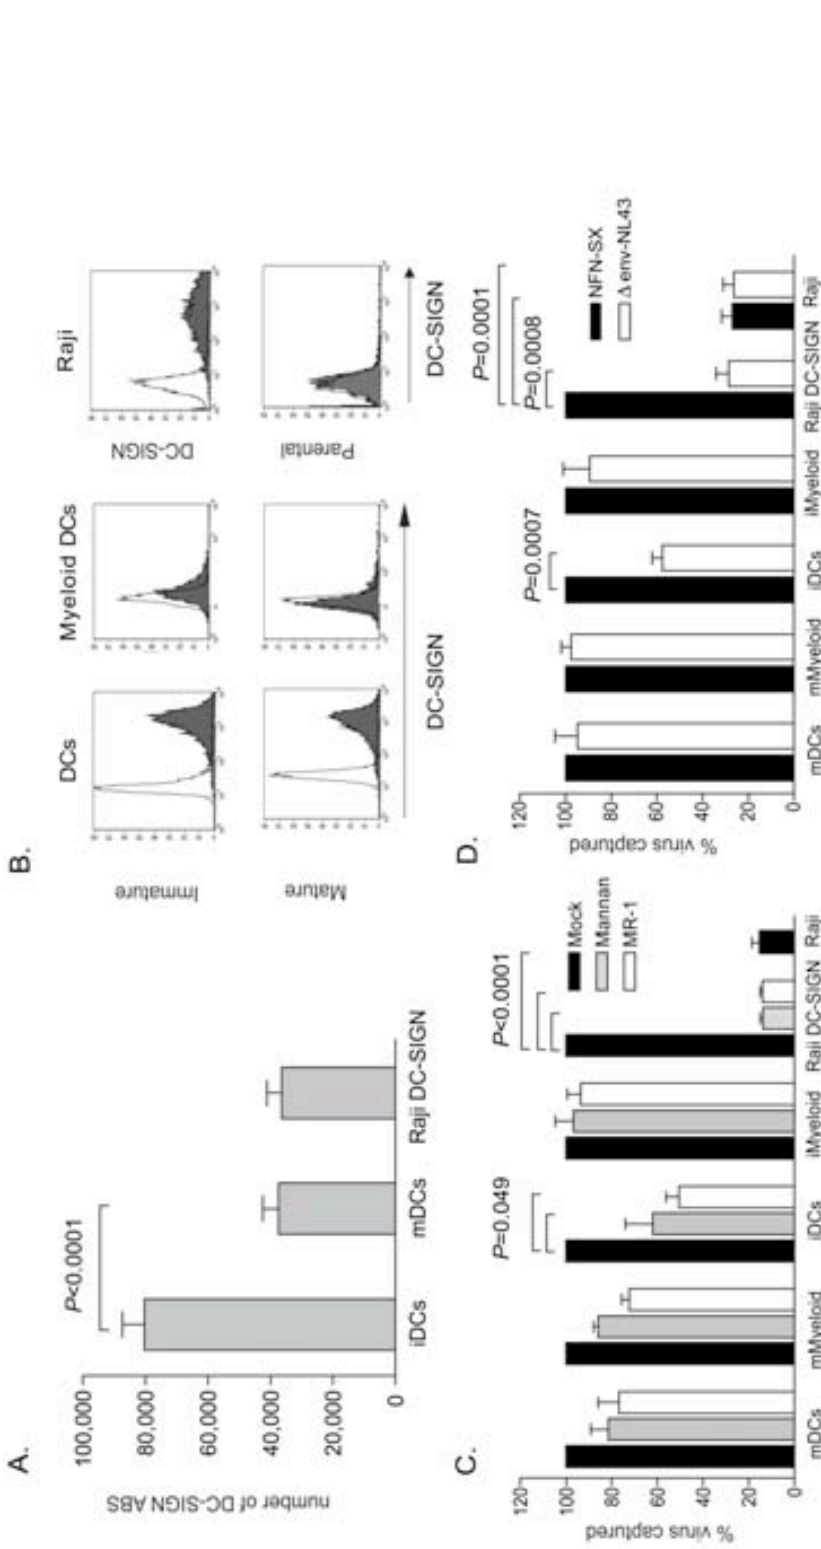 A.
number of DC-SIGN ABS
100,000
80,000
60,000
40,000
20,000
0
P<0.0001
iDCs
mDCs
Raji DC-SIGN
B.
DCs
Myeloid DCs
Raji
Immature
Mature
DC-SIGN
Parental
DC-SIGN
DC-SIGN
C.
% virus captured
120
100
80
60
40
20
0
P=0.049
P<0.0001
Mock
Mannan
MR-1
mDCs
mMyeloid
iDCs
iMyeloid
Raji DC-SIGN
Raji
D.
% virus captured
120
100
80
60
40
20
0
P=0.0007
P=0.0008
P=0.0001
NFN-SX
Δ env-NL43
mDCs
mMyeloid
iDCs
iMyeloid
Raji DC-SIGN
Raji